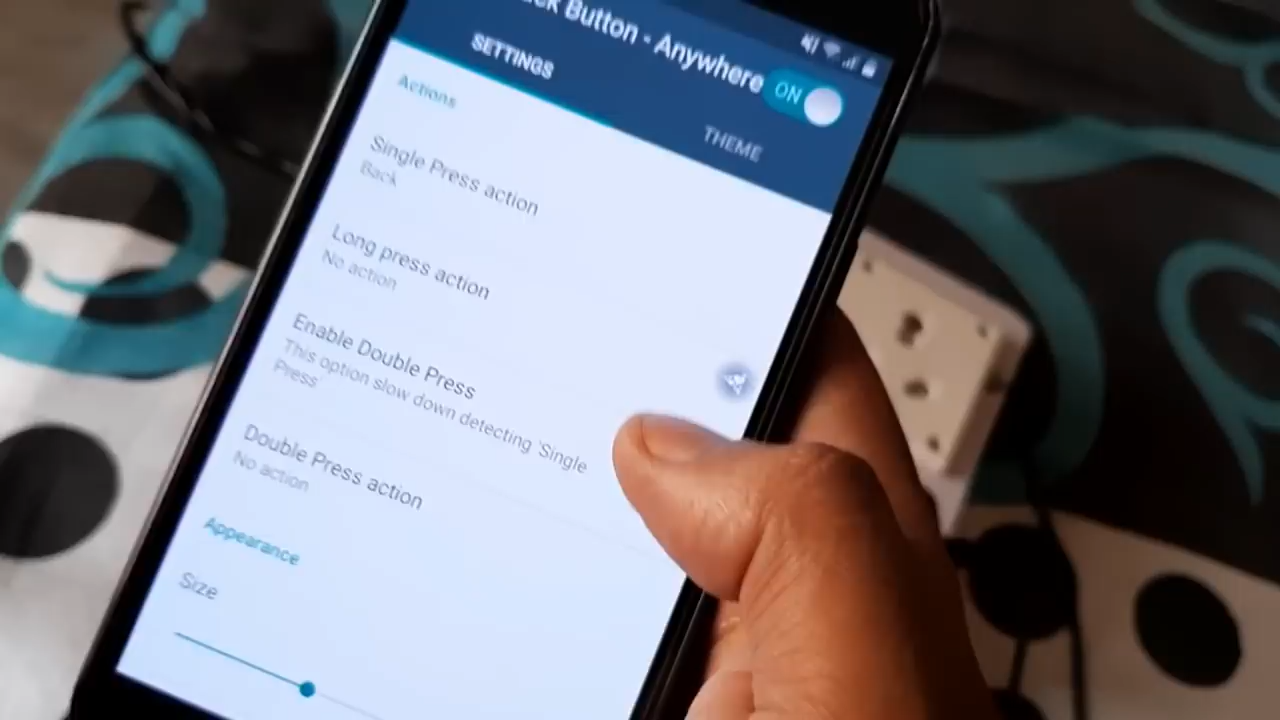 Button - Anywhere
ON
SETTINGS
THEME
Actions
Single Press action
Back
Long press action
No action
Enable Double Press
This option slow down detecting 'Single
Press'
Double Press action
No action
Appearance
Size